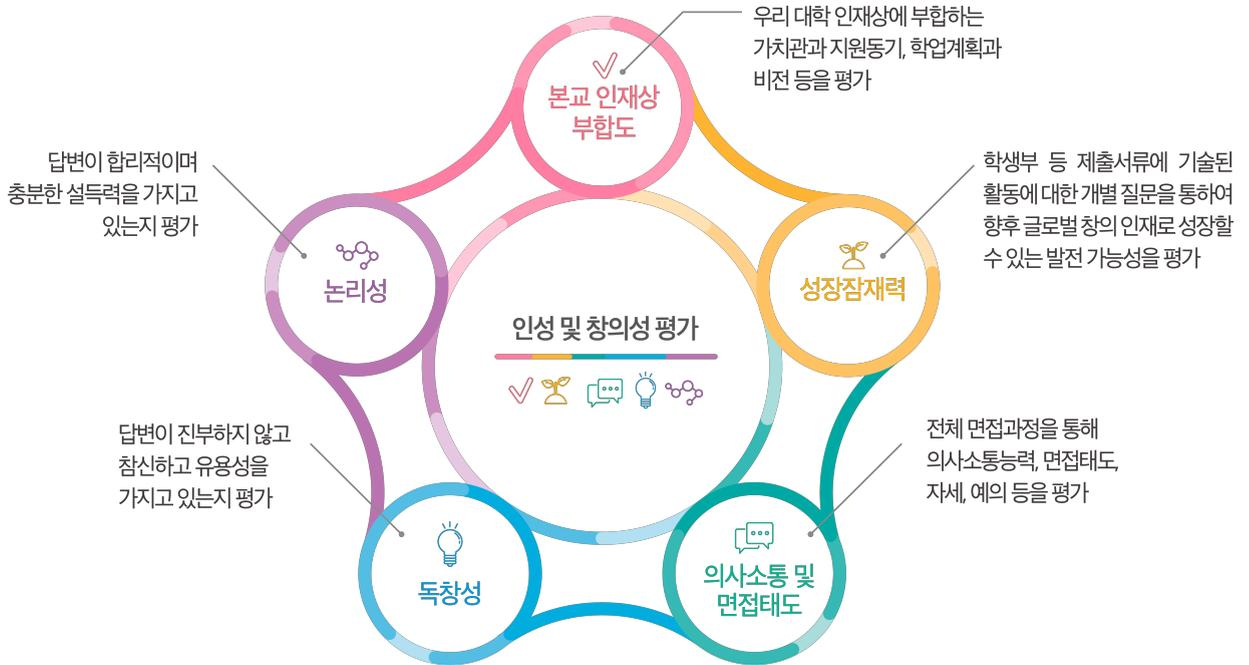 우리 대학 인재상에 부합하는
가치관과 지원동기, 학업계획과
비전 등을 평가
본교 인재상
부합도
답변이 합리적이며
충분한 설득력을 가지고
있는지 평가
논리성
학생부 등 제출서류에 기술된
활동에 대한 개별 질문을 통하여
향후 글로벌 창의 인재로 성장할
수 있는 발전 가능성을 평가
성장잠재력
인성 및 창의성 평가
답변이 진부하지 않고
참신하고 유용성을
가지고 있는지 평가
독창성
전체 면접과정을 통해
의사소통능력, 면접태도,
자세, 예의 등을 평가
의사소통 및
면접태도